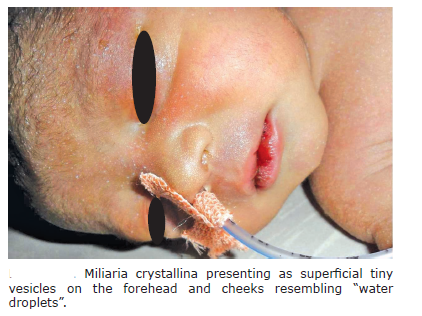 Miliaria crystallina presenting as superficial tiny
vesicles on the forehead and cheeks resembling “water
droplets”.